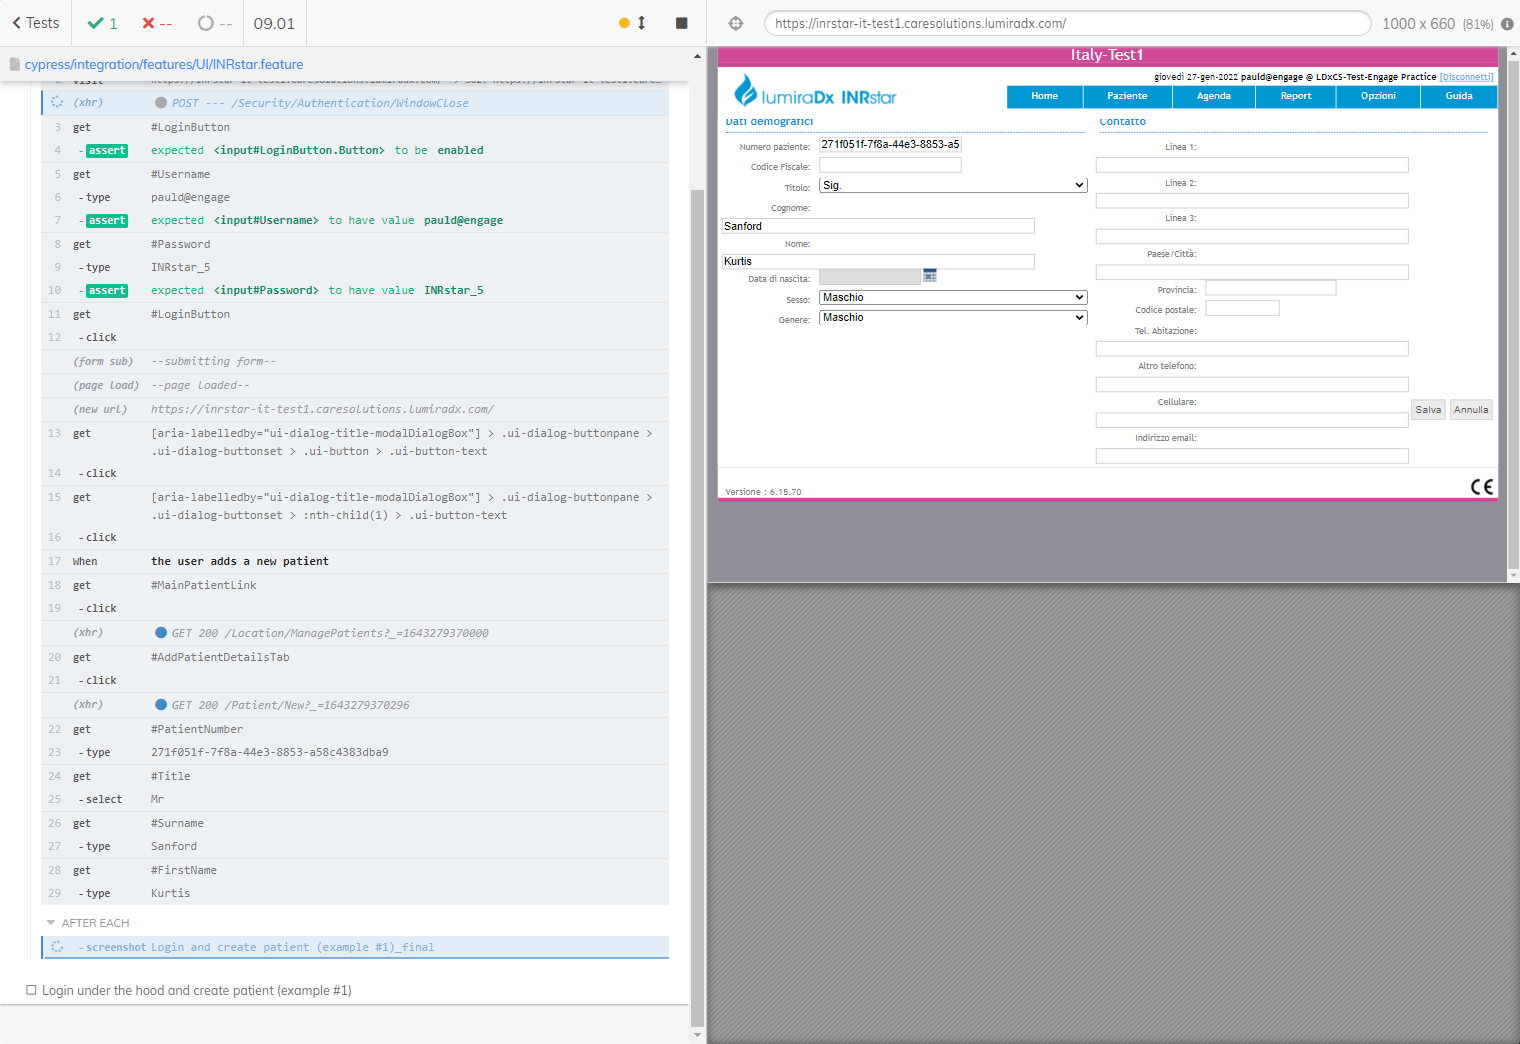 Tests
1
--
--
09.01
https://inrstar-it-test1.caresolutions.lumiradx.com/
1000 x 660 (81%)
cypress/integration/features/UI/INRstar.feature
(xhr) POST --- /Security/Authentication/WindowClose
3 get #LoginButton
4 -assert expected <input#LoginButton.Button> to be enabled
5 get #Username
6 -type pauld@engage
7 -assert expected <input#Username> to have value pauld@engage
8 get #Password
9 -type INRstar_5
10 -assert expected <input#Password> to have value INRstar_5
11 get #LoginButton
12 -click
(form sub) --submitting form--
(page load) --page loaded--
(new url) https://inrstar-it-test1.caresolutions.lumiradx.com/
13 get [aria-labelledby="ui-dialog-title-modalDialogBox"] > .ui-dialog-buttonpane >
.ui-dialog-buttonset > .ui-button > .ui-button-text
14 -click
15 get [aria-labelledby="ui-dialog-title-modalDialogBox"] > .ui-dialog-buttonpane >
.ui-dialog-buttonset > :nth-child(1) > .ui-button-text
16 -click
17 When the user adds a new patient
18 get #MainPatientLink
19 -click
(xhr) GET 200 /Location/ManagePatients?_=1643279370000
20 get #AddPatientDetailsTab
21 -click
(xhr) GET 200 /Patient/New?_=1643279370296
22 get #PatientNumber
23 -type 271f051f-7f8a-44e3-8853-a58c4383dba9
24 get #Title
25 -select Mr
26 get #Surname
27 -type Sanford
28 get #FirstName
29 -type Kurtis
AFTER EACH
-screenshot Login and create patient (example #1)_final
Login under the hood and create patient (example #1)
Italy-Test1
giovedì 27-gen-2022 pauld@engage @ LDxCS-Test-Engage Practice [Disconnetti]
lumiraDx INRstar
Home Paziente Agenda Report Opzioni Guida
Dati demografici
Numero paziente: 271f051f-7f8a-44e3-8853-a5
Codice Fiscale:
Titolo: Sig.
Cognome:
Sanford
Nome:
Kurtis
Data di nascita:
Sesso: Maschio
Genere: Maschio
Contatto
Linea 1:
Linea 2:
Linea 3:
Paese/Città:
Provincia:
Codice postale:
Tel. Abitazione:
Altro telefono:
Cellulare:
Indirizzo email:
Salva Annulla
Versione : 6.15.70
CE